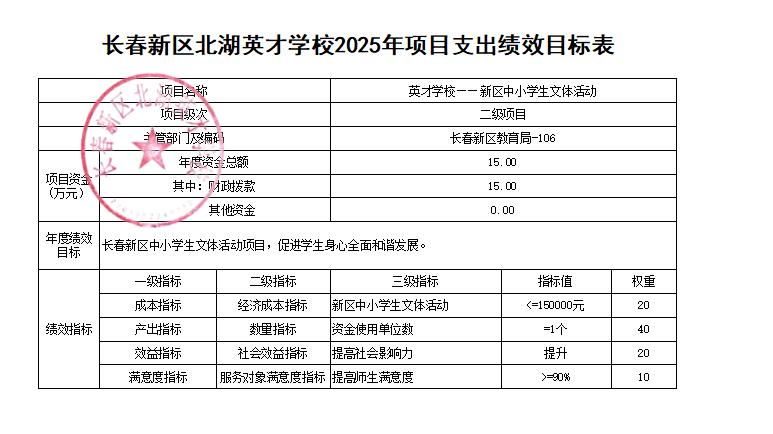 长春新区北湖英才学校2025年项目支出绩效目标表
项目名称 英才学校——新区中小学生文体活动
项目级次 二级项目
主管部门及编码 长春新区教育局-106
项目资金（万元） 年度资金总额 15.00
其中：财政拨款 15.00
其他资金 0.00
年度绩效目标 长春新区中小学生文体活动项目，促进学生身心全面和谐发展。
绩效指标 一级指标 二级指标 三级指标 指标值 权重
成本指标 经济成本指标 新区中小学生文体活动 <=150000元 20
产出指标 数量指标 资金使用单位数 =1个 40
效益指标 社会效益指标 提高社会影响力 提升 20
满意度指标 服务对象满意度指标 提高师生满意度 >=90% 10
长春新区北湖英才学校